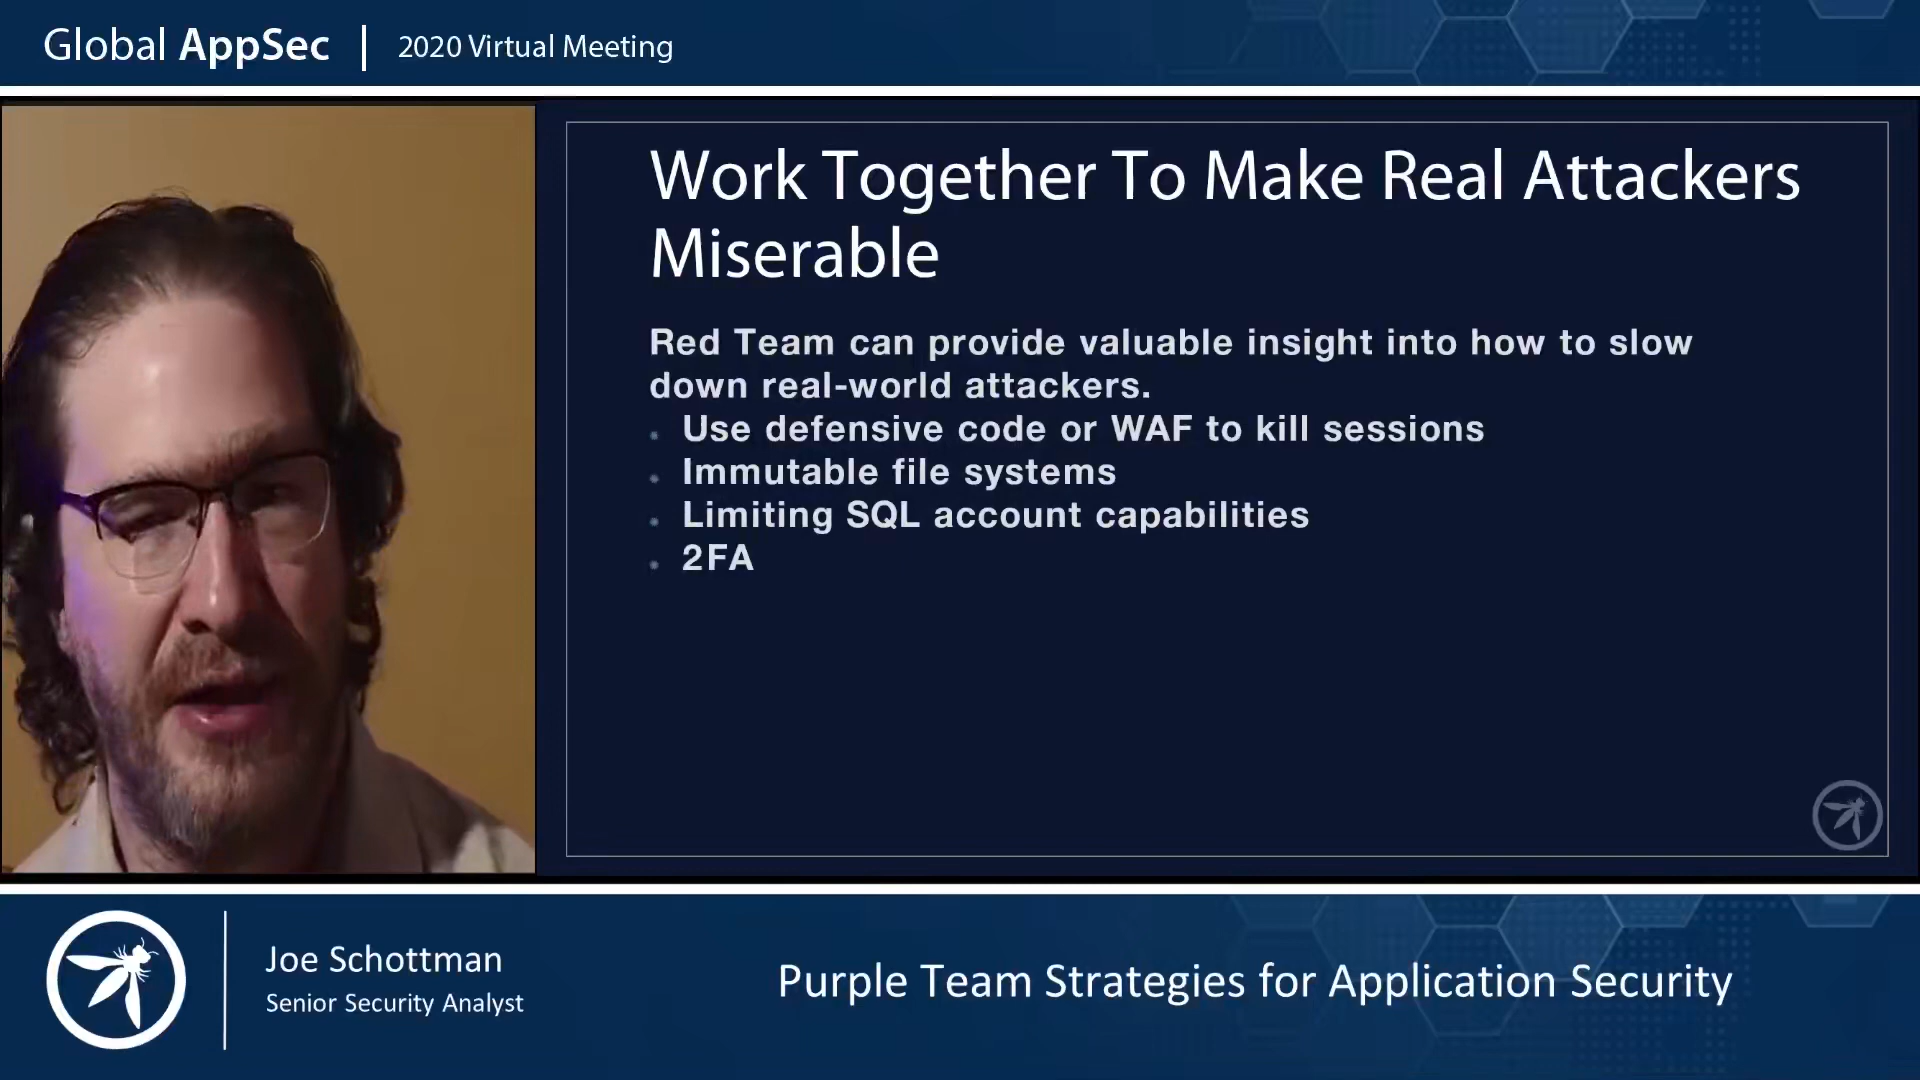 Global AppSec | 2020 Virtual Meeting
Work Together To Make Real Attackers
Miserable
Red Team can provide valuable insight into how to slow
down real-world attackers.
• Use defensive code or WAF to kill sessions
• Immutable file systems
• Limiting SQL account capabilities
• 2FA
Joe Schottman
Senior Security Analyst
Purple Team Strategies for Application Security